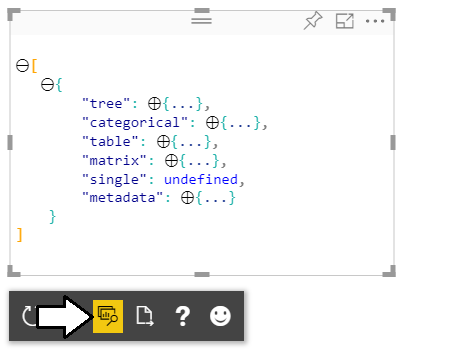 [
{
"tree": {...},
"categorical": {...},
"table": {...},
"matrix": {...},
"single": undefined,
"metadata": {...}
}
]
?